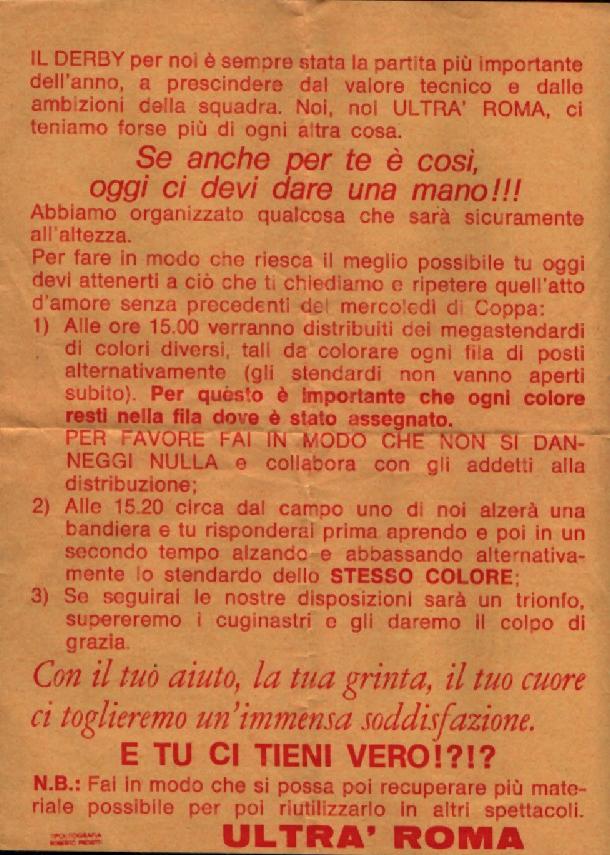 IL DERBY per noi è sempre stata la partita più importante
dell'anno, a prescindere dal valore tecnico e dalle
ambizioni della squadra. Noi, noi ULTRA' ROMA, ci
teniamo forse più di ogni altra cosa.
Se anche per te è così,
oggi ci devi dare una mano!!!
Abbiamo organizzato qualcosa che sarà sicuramente
all'altezza.
Per fare in modo che riesca il meglio possibile tu oggi
devi attenerti a ciò che ti chiediamo e ripetere quell'atto
d'amore senza precedenti del mercoledì di Coppa:
1) Alle ore 15.00 verranno distribuiti dei megastendardi
di colori diversi, tali da colorare ogni fila di posti
alternativamente (gli stendardi non vanno aperti
subito). Per questo è importante che ogni colore
resti nella fila dove è stato assegnato.
PER FAVORE FAI IN MODO CHE NON SI DAN-
NEGGI NULLA e collabora con gli addetti alla
distribuzione;
2) Alle 15.20 circa dal campo uno di noi alzerà una
bandiera e tu risponderai prima aprendo e poi in un
secondo tempo alzando e abbassando alternativa-
mente lo stendardo dello STESSO COLORE;
3) Se seguirai le nostre disposizioni sarà un trionfo,
supereremo i cuginastri e gli daremo il colpo di
grazia.
Con il tuo aiuto, la tua grinta, il tuo cuore
ci toglieremo un'immensa soddisfazione.
E TU CI TIENI VERO!?!?
N.B.: Fai in modo che si possa poi recuperare più mate-
riale possibile per poi riutilizzarlo in altri spettacoli.
ULTRA' ROMA